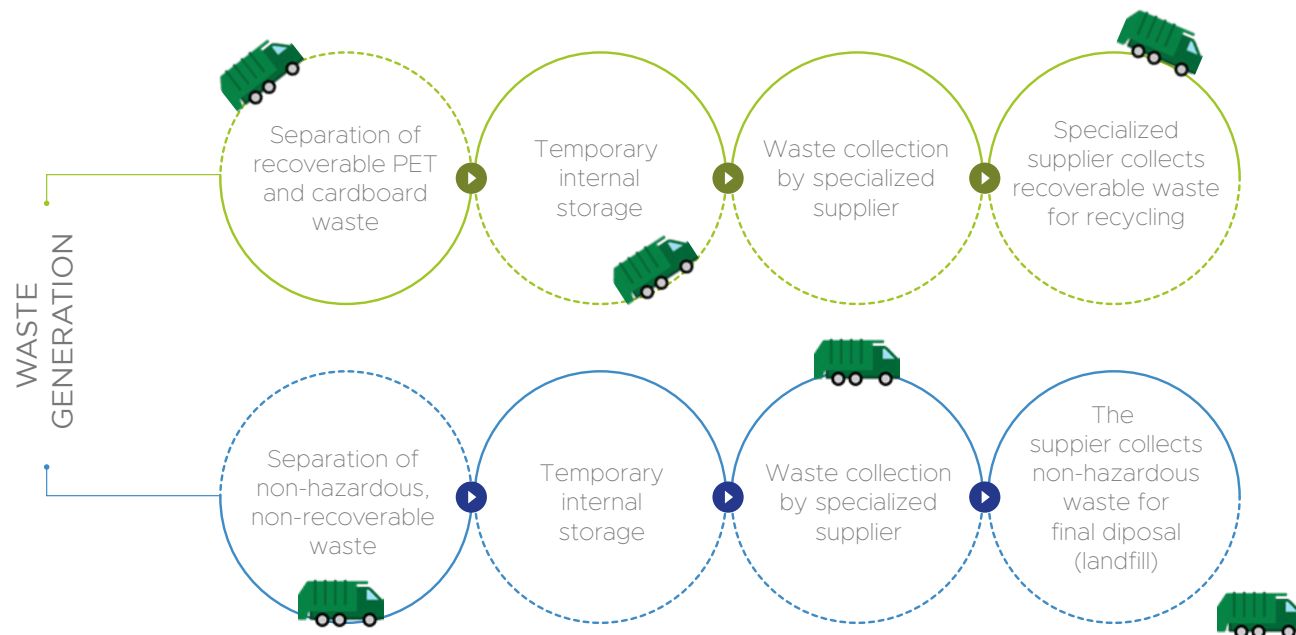 WASTE
GENERATION
Separation of
recoverable PET
and cardboard
waste
Temporary
internal
storage
Waste collection
by specialized
supplier
Specialized
supplier collects
recoverable waste
for recycling
Separation of
non-hazardous,
non-recoverable
waste
Temporary
internal
storage
Waste collection
by specialized
supplier
The
suppier collects
non-hazardous
waste for
final diposal
(landfill)